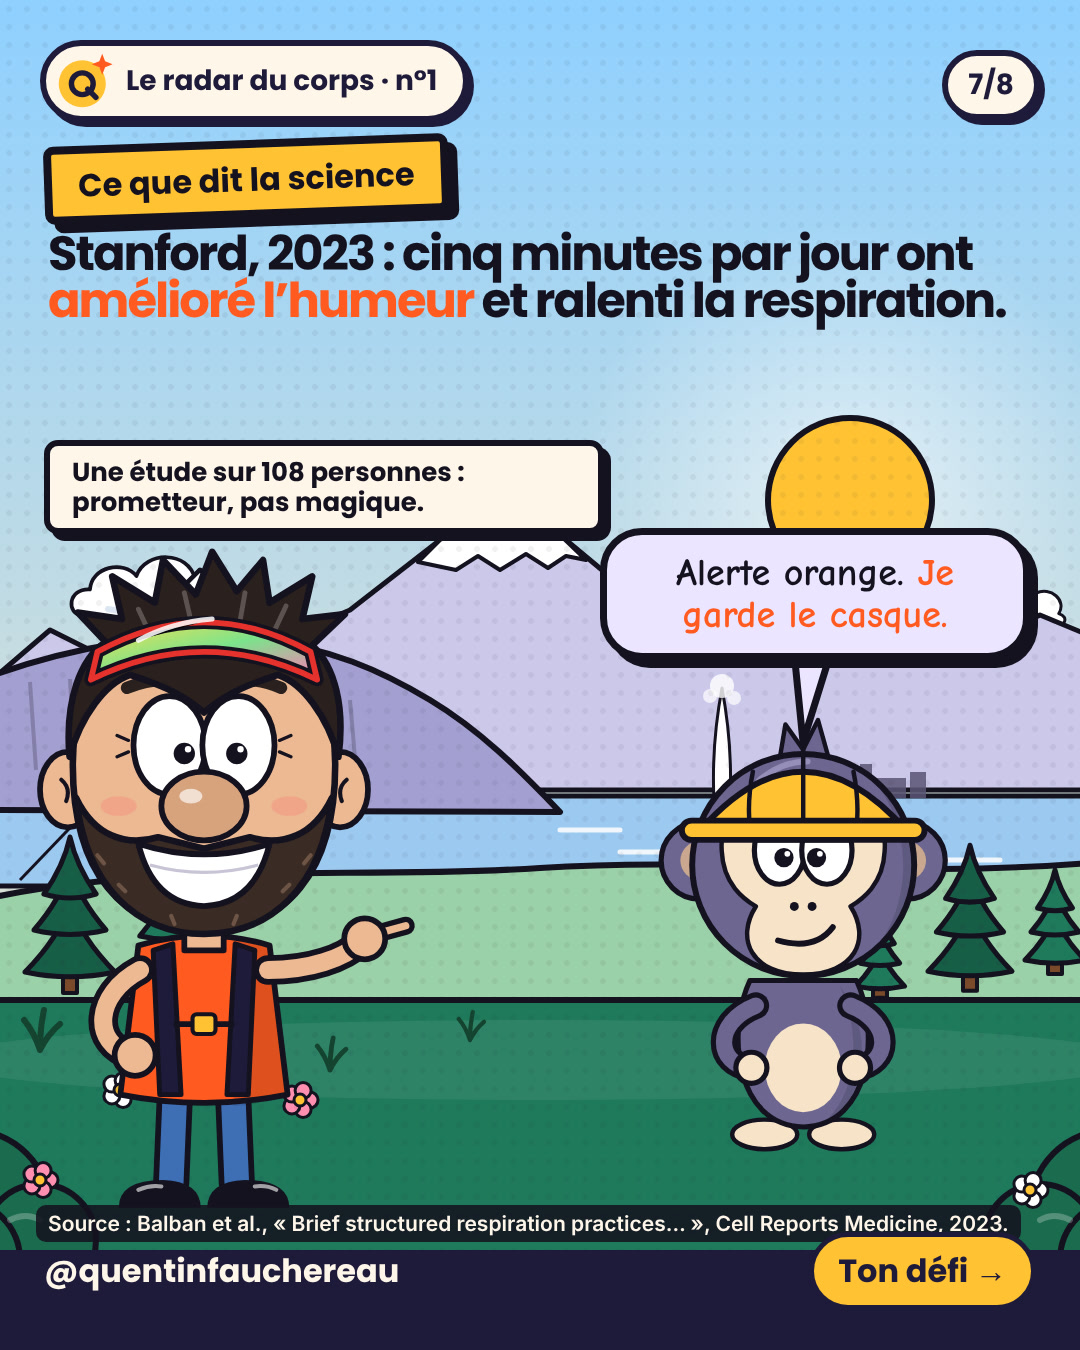 Q Le radar du corps · n°1
7/8
Ce que dit la science
Stanford, 2023 : cinq minutes par jour ont
amélioré l’humeur et ralenti la respiration.
Une étude sur 108 personnes :
prometteur, pas magique.
Alerte orange. Je
garde le casque.
Source : Balban et al., « Brief structured respiration practices… », Cell Reports Medicine, 2023.
@quentinfauchereau
Ton défi →